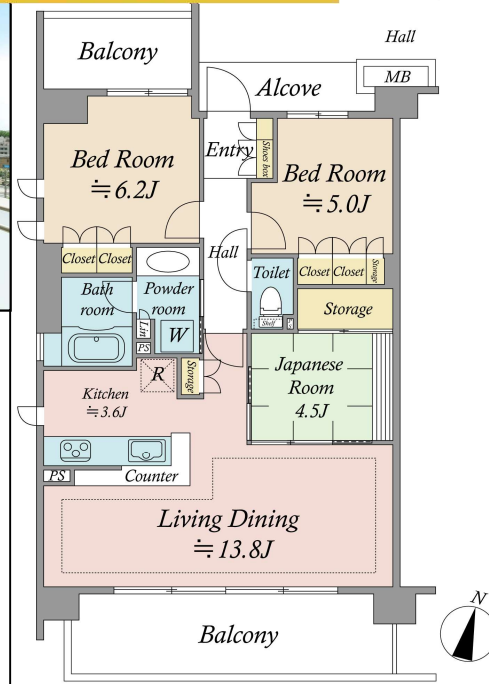 Hall
Balcony
Alcove
MB
Entry
Shoes box
Bed Room
≒6.2J
Bed Room
≒5.0J
Hall
Closet Closet
Toilet
Closet Closet
Storage
Bath room
Powder room
Lin
W
PS
Shelf
Storage
R
Storage
Japanese
Room
4.5J
Kitchen
≒3.6J
PS
Counter
Living Dining
≒13.8J
Balcony
N